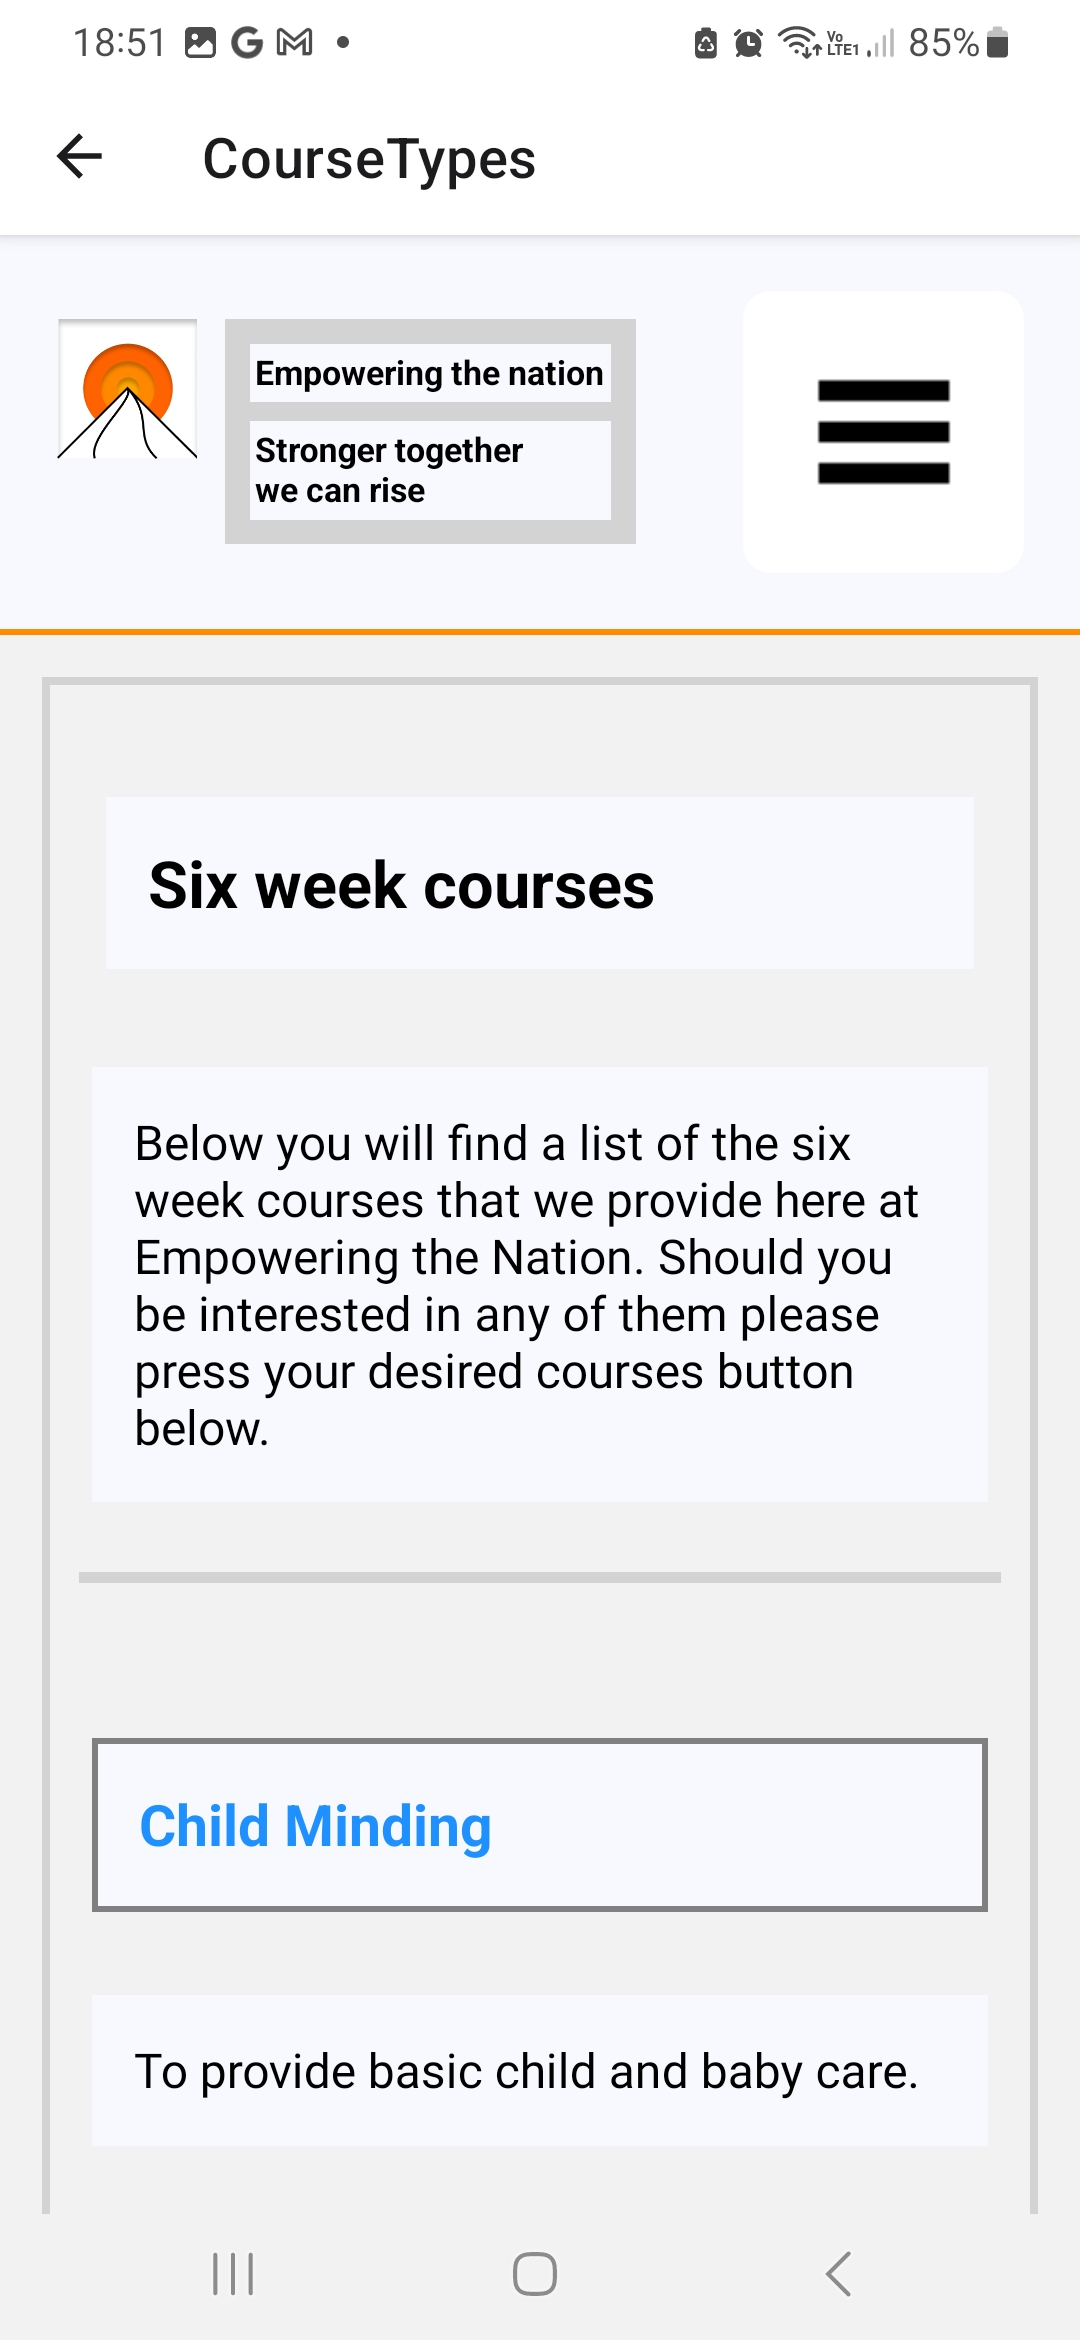 18:51
Vo LTE1 85%
CourseTypes
Empowering the nation
Stronger together
we can rise
Six week courses
Below you will find a list of the six
week courses that we provide here at
Empowering the Nation. Should you
be interested in any of them please
press your desired courses button
below.
Child Minding
To provide basic child and baby care.